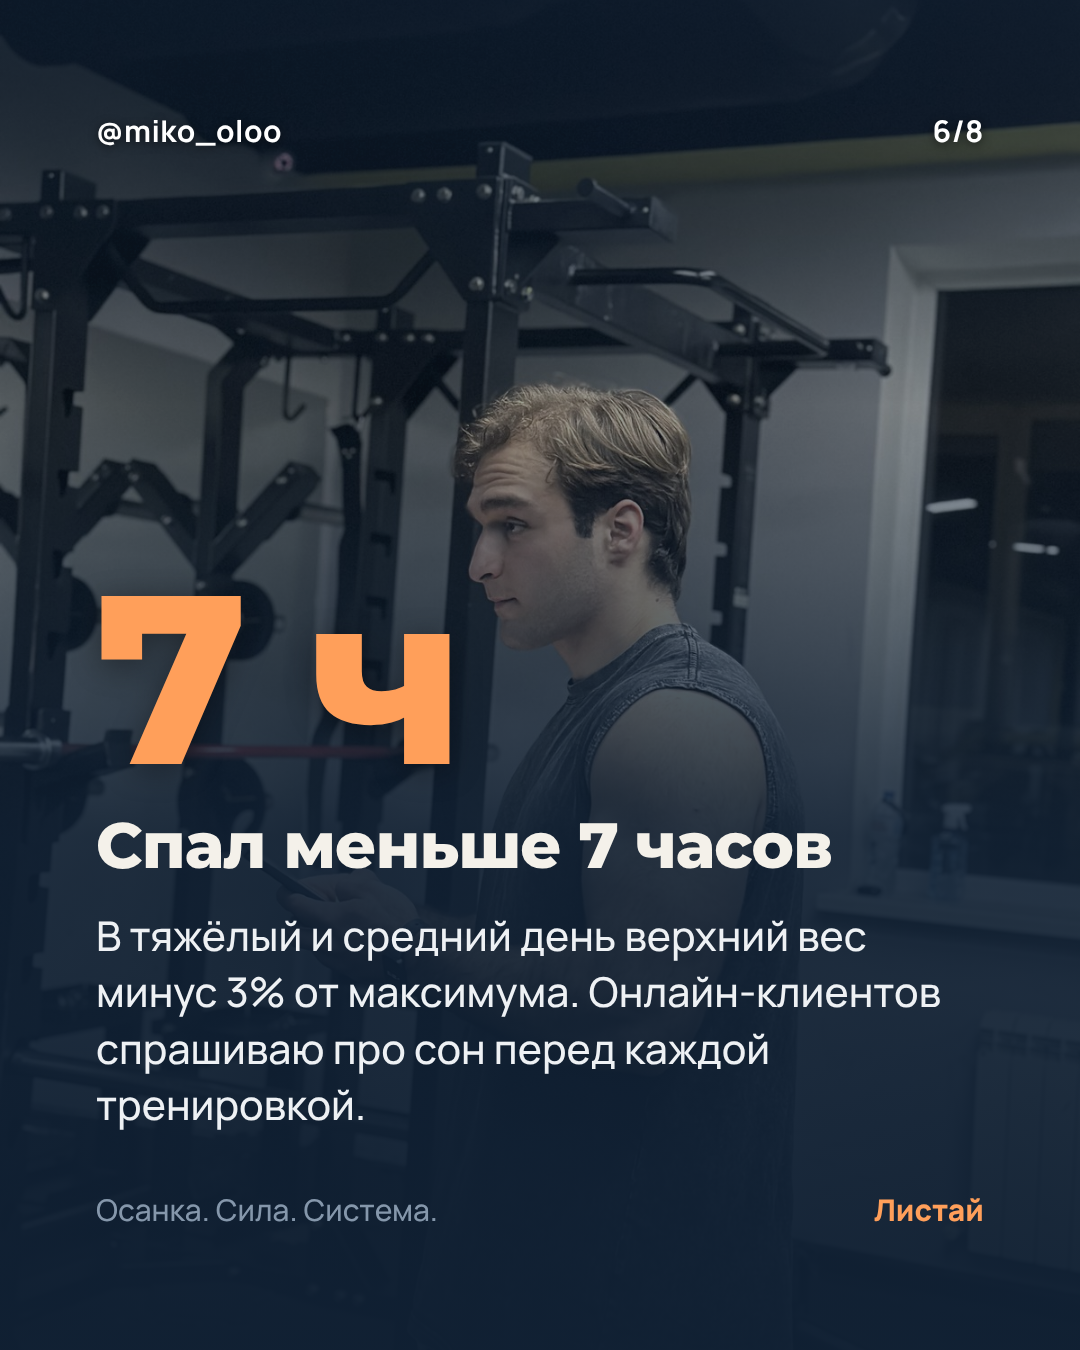 @miko_oloo
6/8
7 ч
Спал меньше 7 часов
В тяжёлый и средний день верхний вес
минус 3% от максимума. Онлайн-клиентов
спрашиваю про сон перед каждой
тренировкой.
Осанка. Сила. Система.
Листай